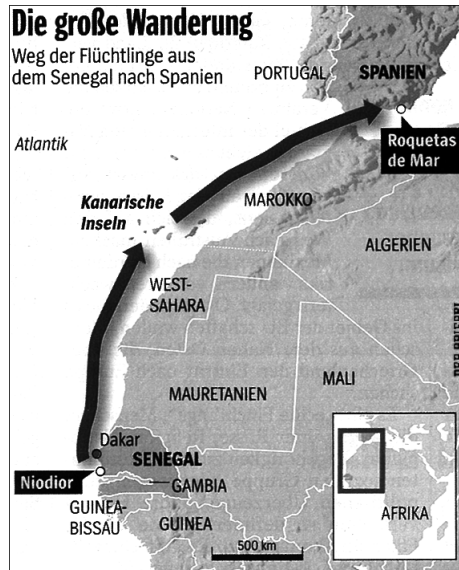 Die große Wanderung
Weg der Flüchtlinge aus
dem Senegal nach Spanien
PORTUGAL
SPANIEN
Atlantik
Roquetas
de Mar
Kanarische
Inseln
MAROKKO
ALGERIEN
WEST-
SAHARA
MAURETANIEN
MALI
Dakar
SENEGAL
Niodior
GAMBIA
GUINEA-
BISSAU
GUINEA
AFRIKA
500 km